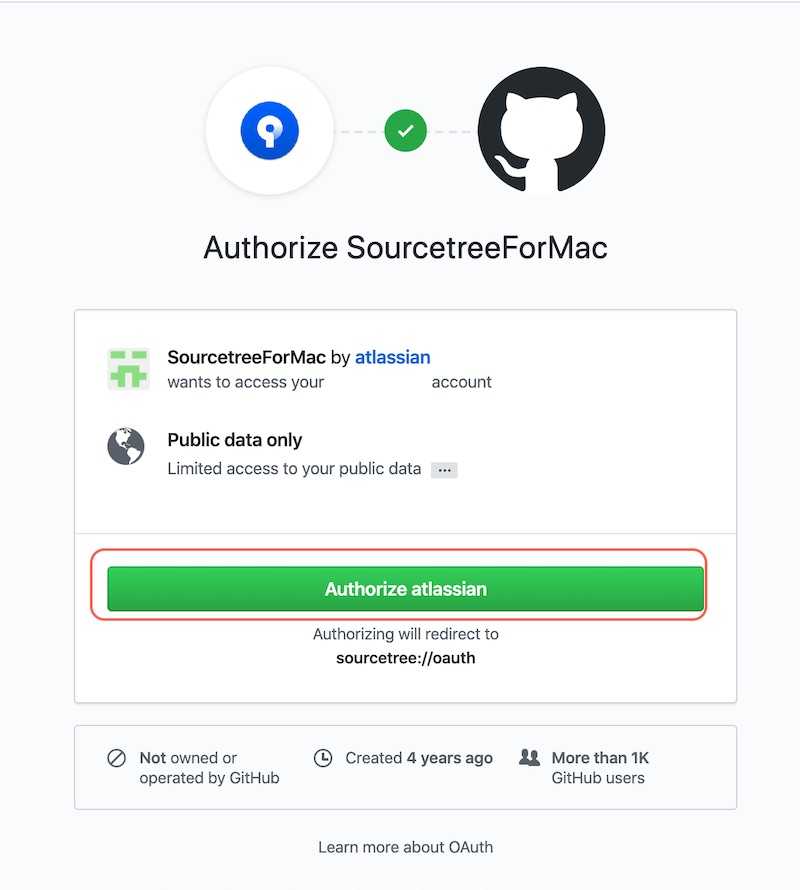 Authorize SourcetreeForMac
SourcetreeForMac by atlassian
wants to access your account
Public data only
Limited access to your public data ...
Authorize atlassian
Authorizing will redirect to
sourcetree://oauth
Not owned or
operated by GitHub
Created 4 years ago
More than 1K
GitHub users
Learn more about OAuth